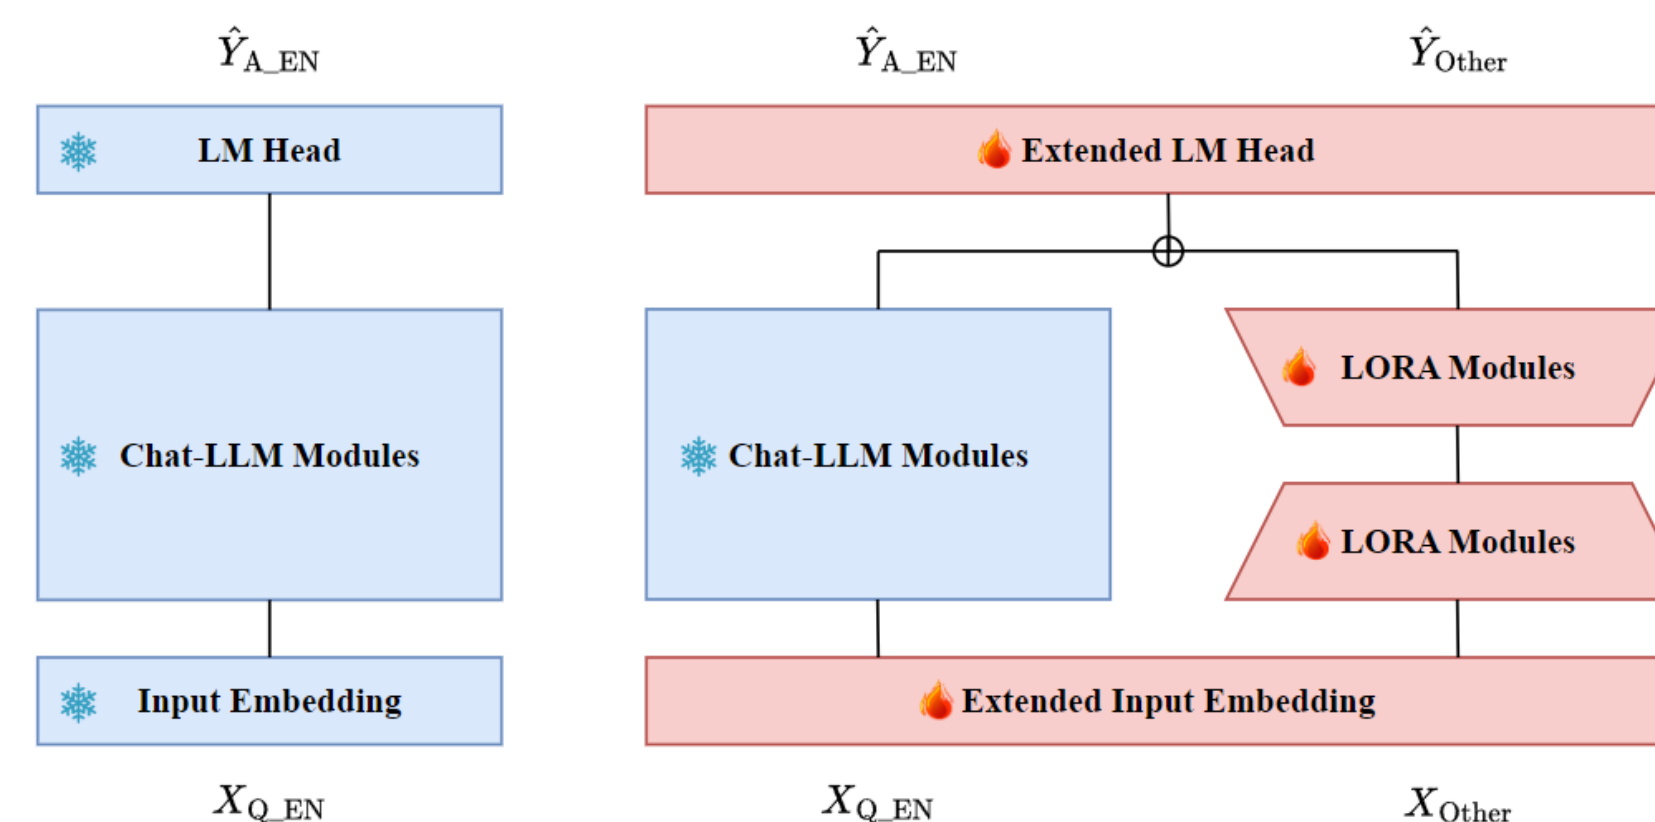 Ŷ_A_EN
LM Head
Chat-LLM Modules
Input Embedding
X_Q_EN
Ŷ_A_EN
Ŷ_Other
Extended LM Head
Chat-LLM Modules
LORA Modules
LORA Modules
Extended Input Embedding
X_Q_EN
X_Other